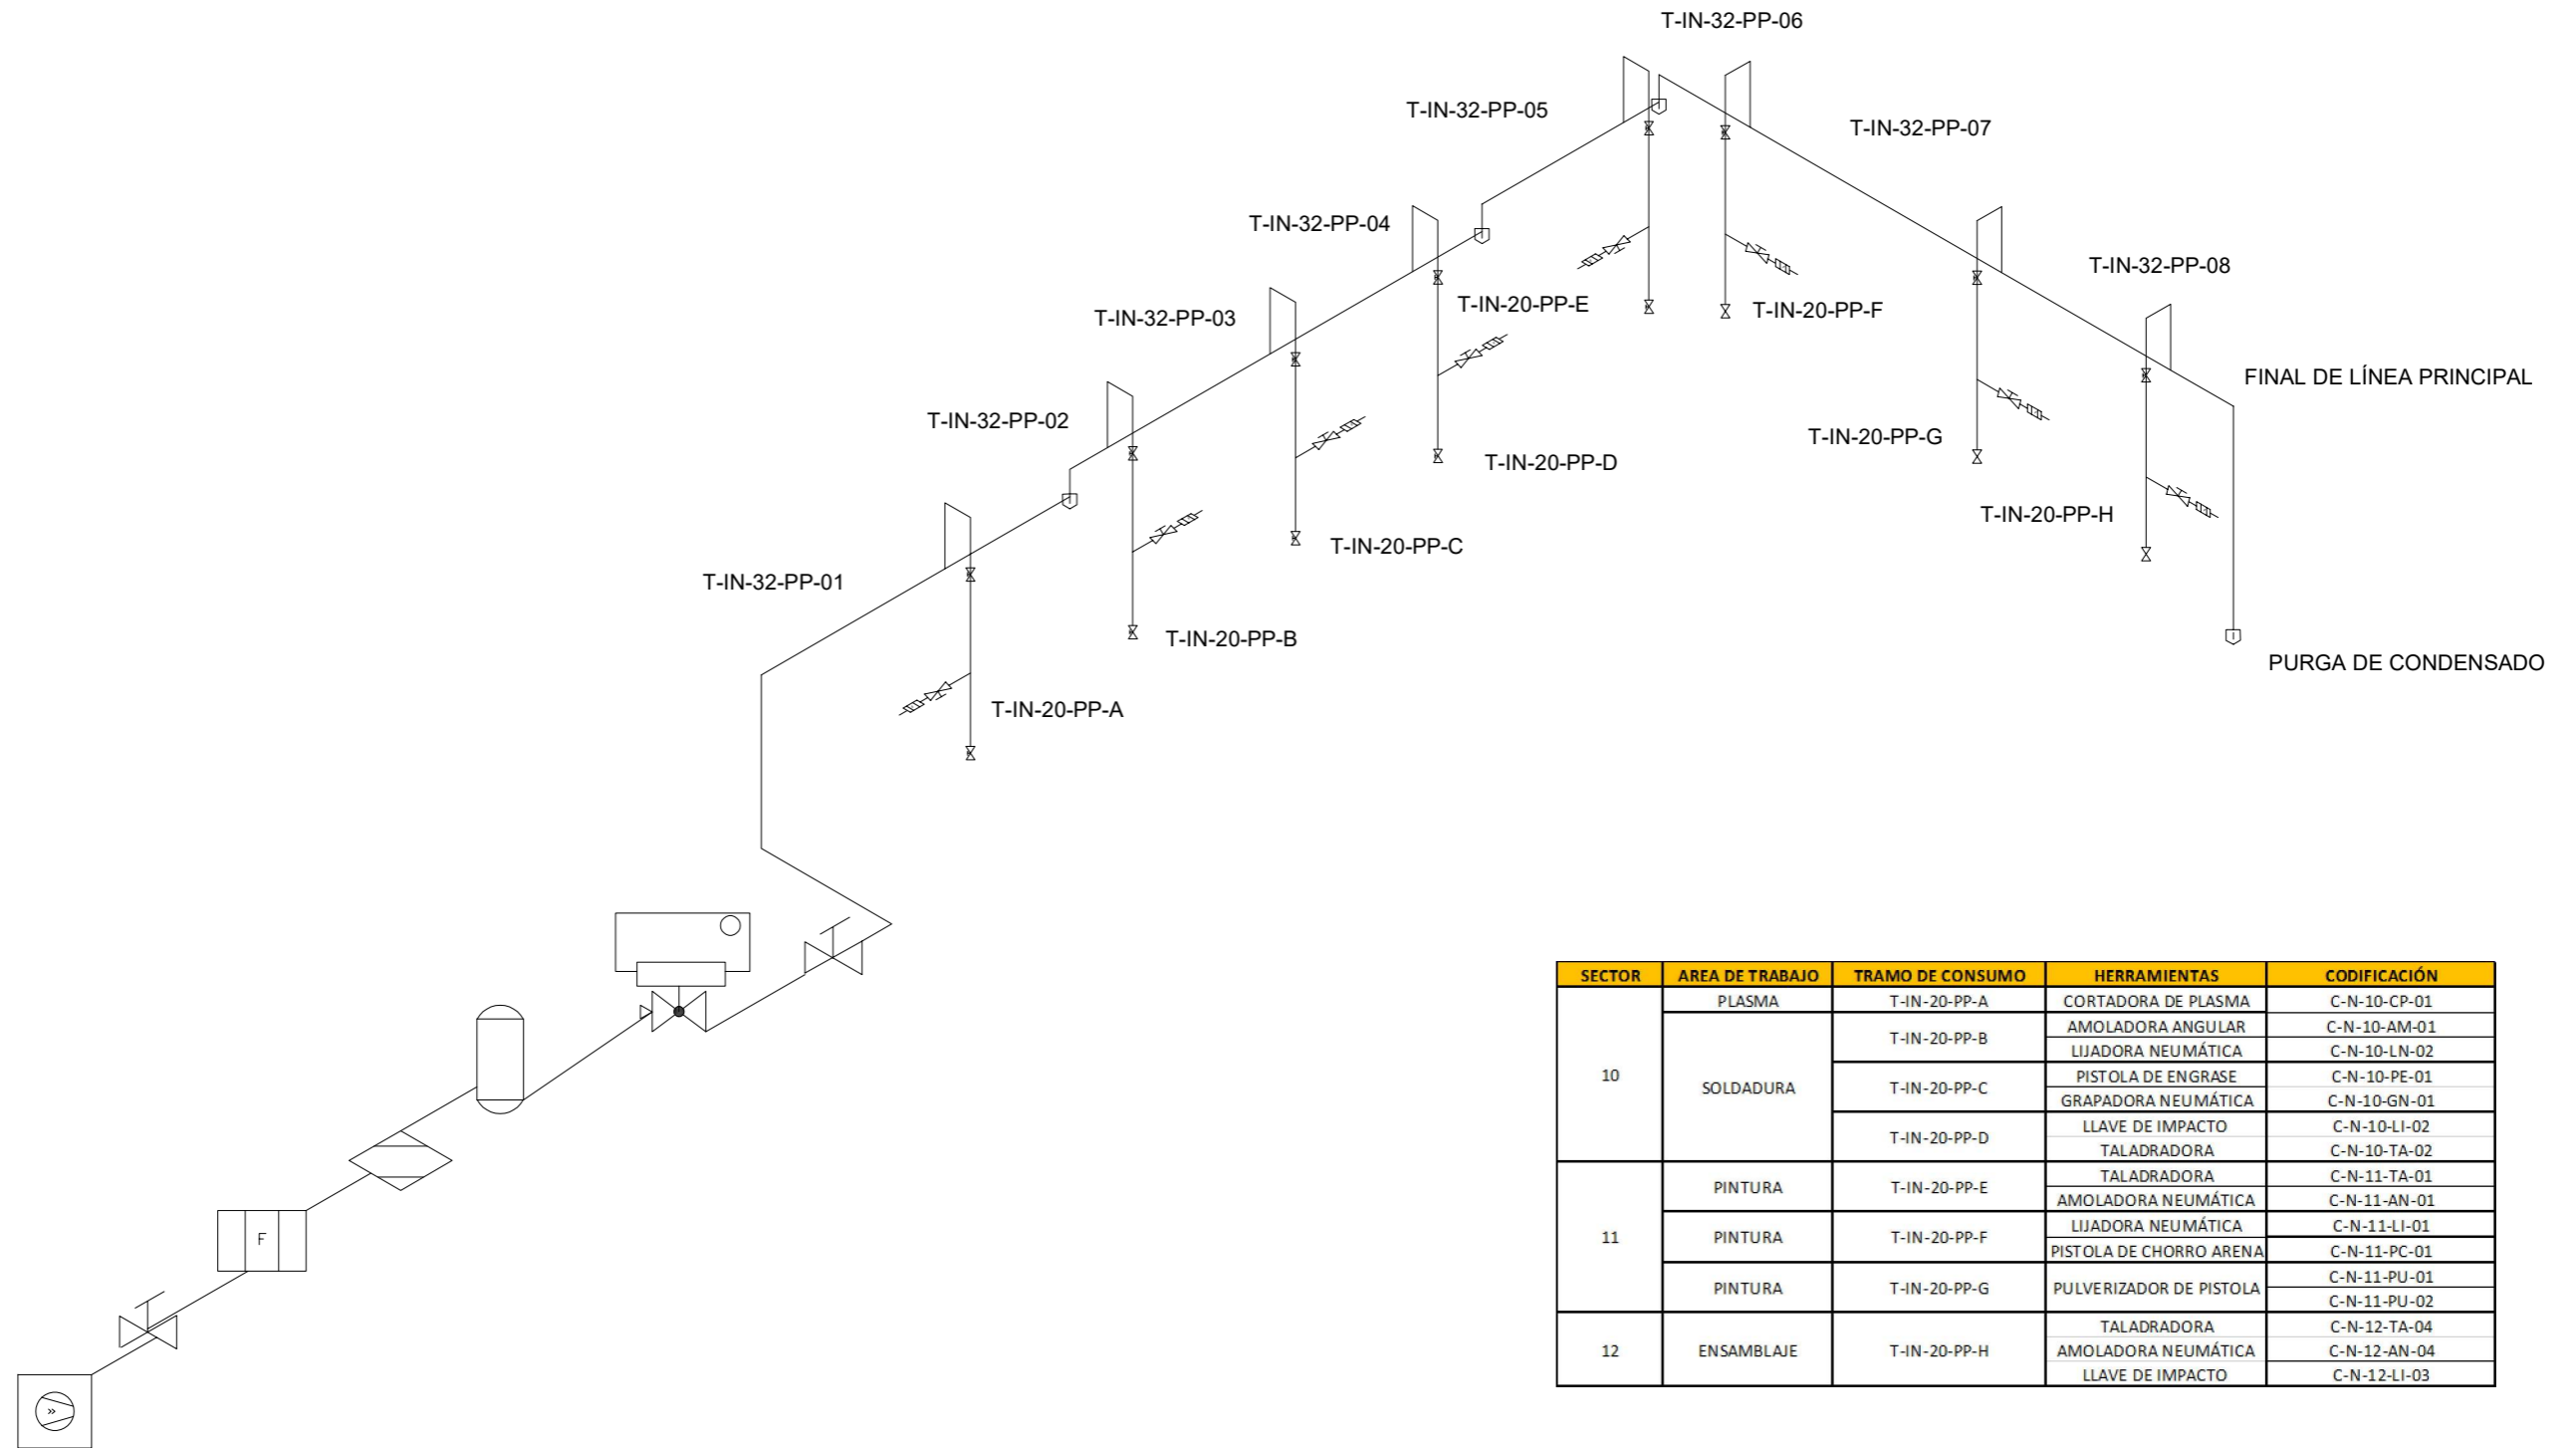 T-IN-32-PP-06
T-IN-32-PP-05
T-IN-32-PP-07
T-IN-32-PP-04
T-IN-32-PP-08
T-IN-20-PP-E
T-IN-20-PP-F
T-IN-32-PP-03
FINAL DE LÍNEA PRINCIPAL
T-IN-32-PP-02
T-IN-20-PP-G
T-IN-20-PP-D
T-IN-20-PP-H
T-IN-20-PP-C
T-IN-32-PP-01
T-IN-20-PP-B
PURGA DE CONDENSADO
T-IN-20-PP-A
F
»
SECTOR AREA DE TRABAJO TRAMO DE CONSUMO HERRAMIENTAS CODIFICACIÓN
10 PLASMA T-IN-20-PP-A CORTADORA DE PLASMA C-N-10-CP-01
SOLDADURA T-IN-20-PP-B AMOLADORA ANGULAR C-N-10-AM-01
LIJADORA NEUMÁTICA C-N-10-LN-02
T-IN-20-PP-C PISTOLA DE ENGRASE C-N-10-PE-01
GRAPADORA NEUMÁTICA C-N-10-GN-01
T-IN-20-PP-D LLAVE DE IMPACTO C-N-10-LI-02
TALADRADORA C-N-10-TA-02
11 PINTURA T-IN-20-PP-E TALADRADORA C-N-11-TA-01
AMOLADORA NEUMÁTICA C-N-11-AN-01
PINTURA T-IN-20-PP-F LIJADORA NEUMÁTICA C-N-11-LI-01
PISTOLA DE CHORRO ARENA C-N-11-PC-01
PINTURA T-IN-20-PP-G PULVERIZADOR DE PISTOLA C-N-11-PU-01
C-N-11-PU-02
12 ENSAMBLAJE T-IN-20-PP-H TALADRADORA C-N-12-TA-04
AMOLADORA NEUMÁTICA C-N-12-AN-04
LLAVE DE IMPACTO C-N-12-LI-03